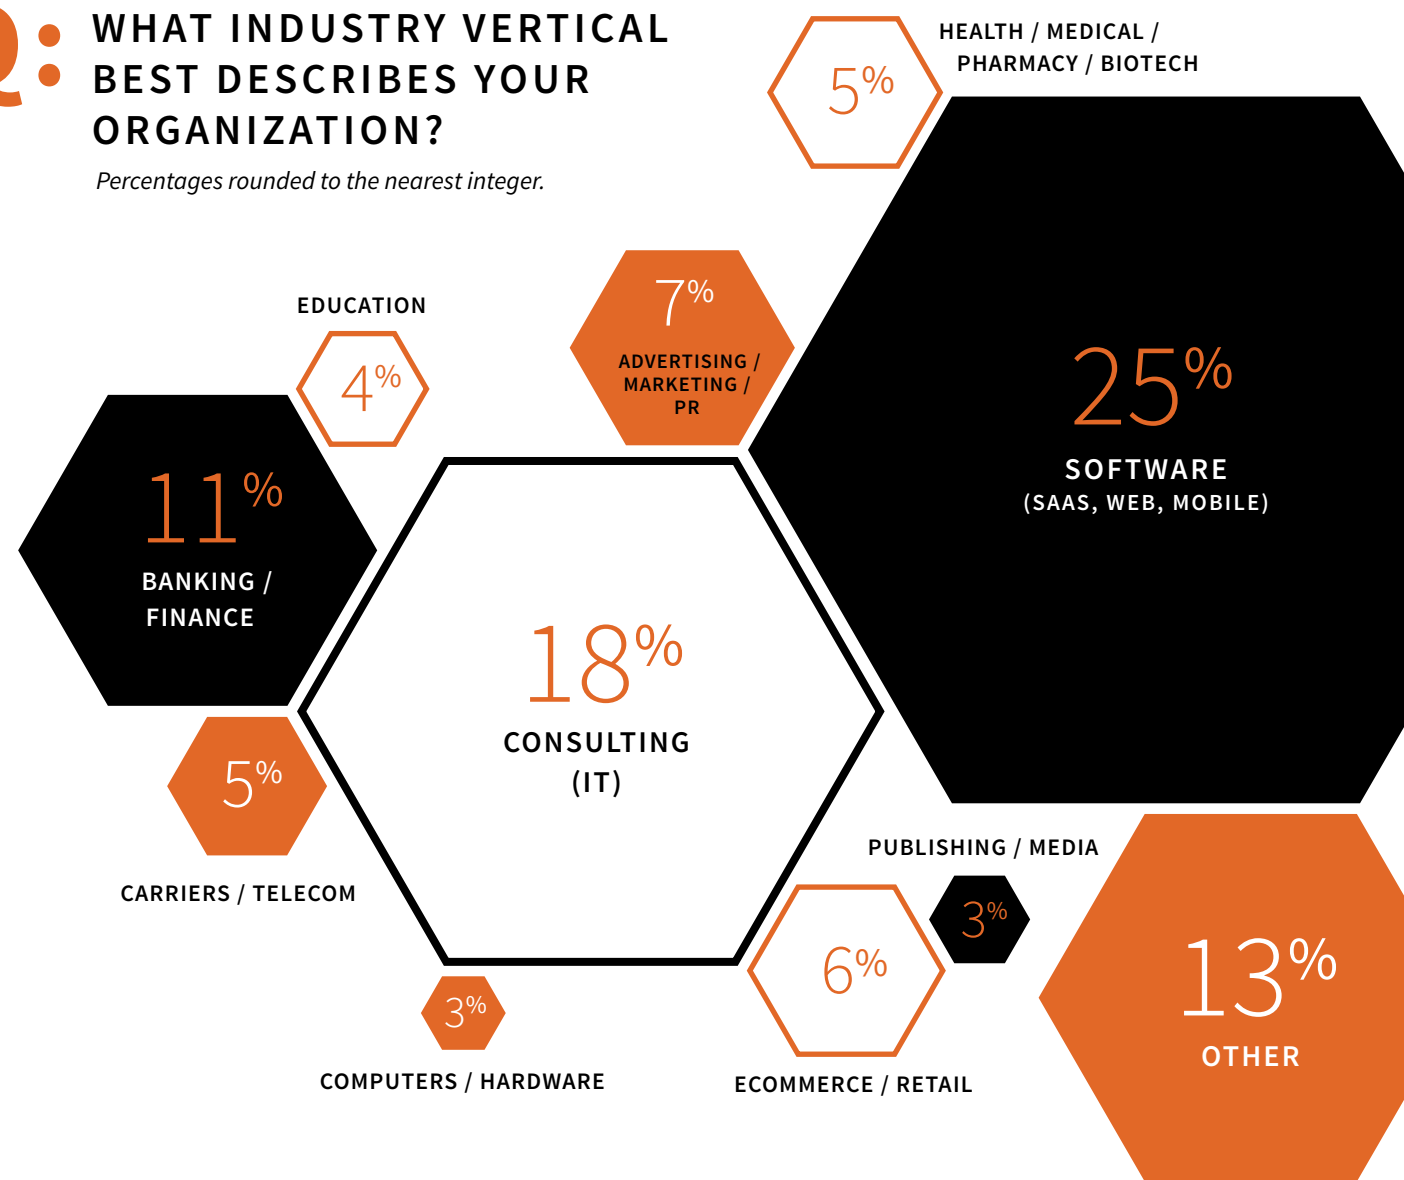 Q:
WHAT INDUSTRY VERTICAL
BEST DESCRIBES YOUR
ORGANIZATION?
Percentages rounded to the nearest integer.
5%
HEALTH / MEDICAL /
PHARMACY / BIOTECH
EDUCATION
4%
7%
ADVERTISING /
MARKETING /
PR
25%
SOFTWARE
(SAAS, WEB, MOBILE)
11%
BANKING /
FINANCE
18%
CONSULTING
(IT)
5%
CARRIERS / TELECOM
PUBLISHING / MEDIA
3%
6%
ECOMMERCE / RETAIL
13%
OTHER
3%
COMPUTERS / HARDWARE